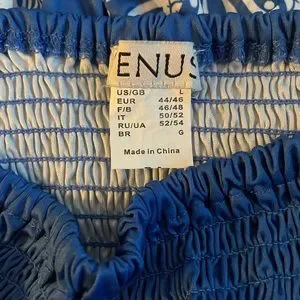 ENUS
US/GB L
EUR 44/46
F/B 46/48
IT 50/52
RU/UA 52/54
BR G
Made in China